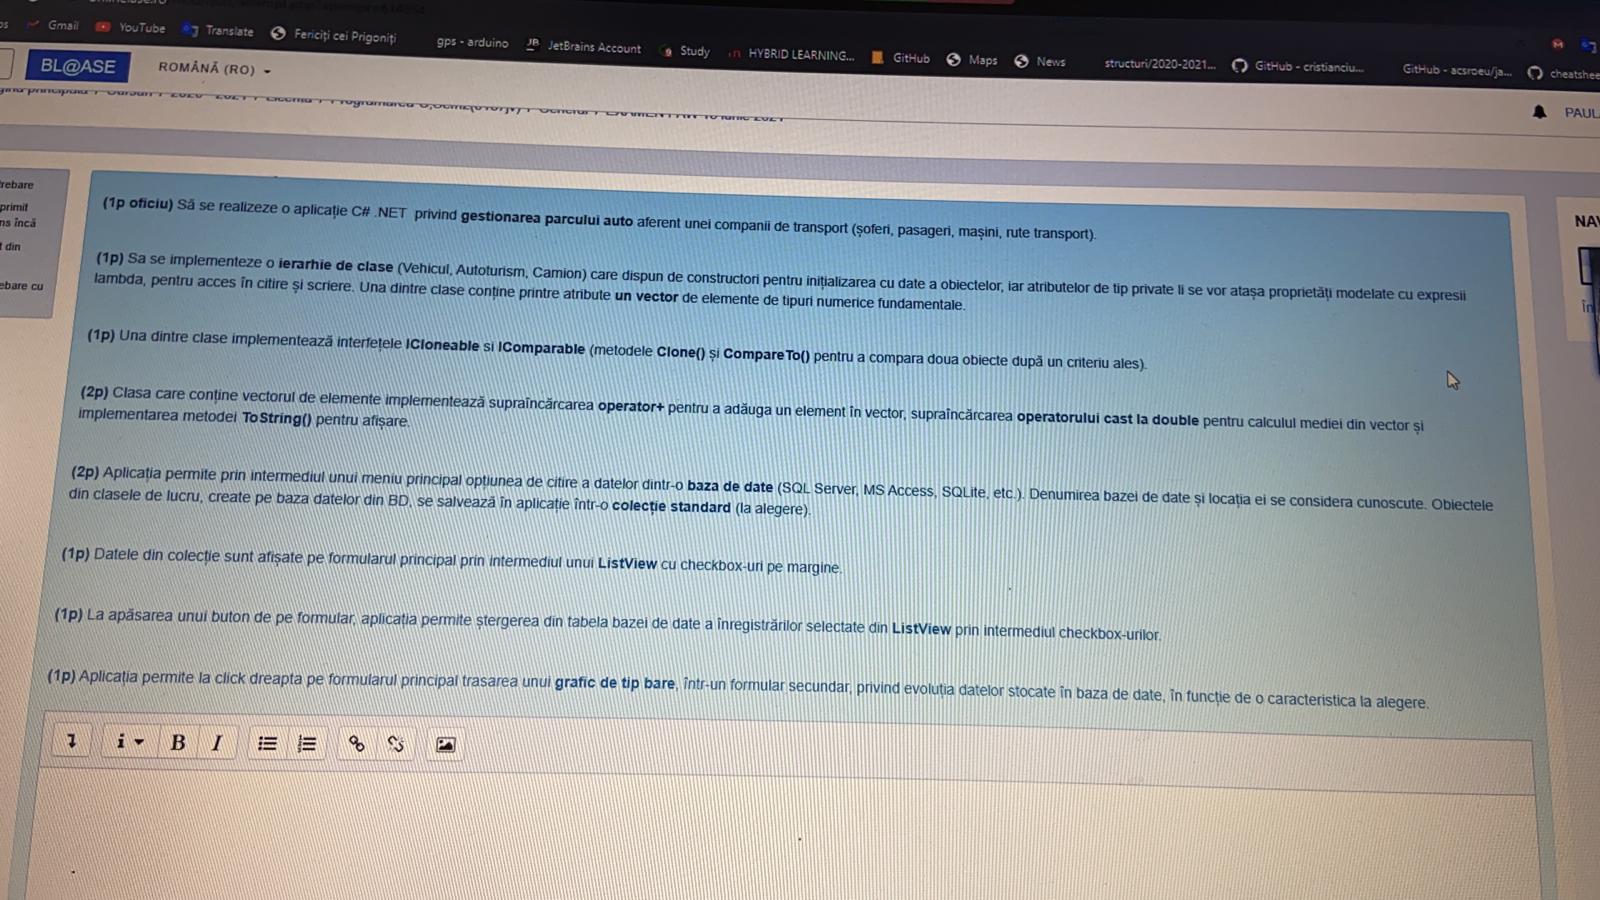 Gmail YouTube Translate Fericiți cei Prigoniți gps - arduino JetBrains Account Study HYBRID LEARNING... GitHub Maps News structuri/2020-2021... GitHub - cristianciu... GitHub - acsroeu/ja... cheatshee
BL@ASE ROMÂNĂ (RO)
PAUL
rebare
primit
ns încă
din
ebare cu
NAV
În
(1p oficiu) Să se realizeze o aplicație C# .NET privind gestionarea parcului auto aferent unei companii de transport (șoferi, pasageri, mașini, rute transport).
(1p) Sa se implementeze o ierarhie de clase (Vehicul, Autoturism, Camion) care dispun de constructori pentru inițializarea cu date a obiectelor, iar atributelor de tip private li se vor atașa proprietăți modelate cu expresii
lambda, pentru acces în citire și scriere. Una dintre clase conține printre atribute un vector de elemente de tipuri numerice fundamentale.
(1p) Una dintre clase implementează interfețele ICloneable si IComparable (metodele Clone() și CompareTo() pentru a compara doua obiecte după un criteriu ales).
(2p) Clasa care conține vectorul de elemente implementează supraîncărcarea operator+ pentru a adăuga un element în vector, supraîncărcarea operatorului cast la double pentru calculul mediei din vector și
implementarea metodei ToString() pentru afișare.
(2p) Aplicația permite prin intermediul unui meniu principal opțiunea de citire a datelor dintr-o baza de date (SQL Server, MS Access, SQLite, etc.). Denumirea bazei de date și locația ei se considera cunoscute. Obiectele
din clasele de lucru, create pe baza datelor din BD, se salvează în aplicație într-o colecție standard (la alegere).
(1p) Datele din colecție sunt afișate pe formularul principal prin intermediul unui ListView cu checkbox-uri pe margine.
(1p) La apăsarea unui buton de pe formular, aplicația permite ștergerea din tabela bazei de date a înregistrărilor selectate din ListView prin intermediul checkbox-urilor.
(1p) Aplicația permite la click dreapta pe formularul principal trasarea unui grafic de tip bare, într-un formular secundar, privind evoluția datelor stocate în baza de date, în funcție de o caracteristica la alegere.
i B I